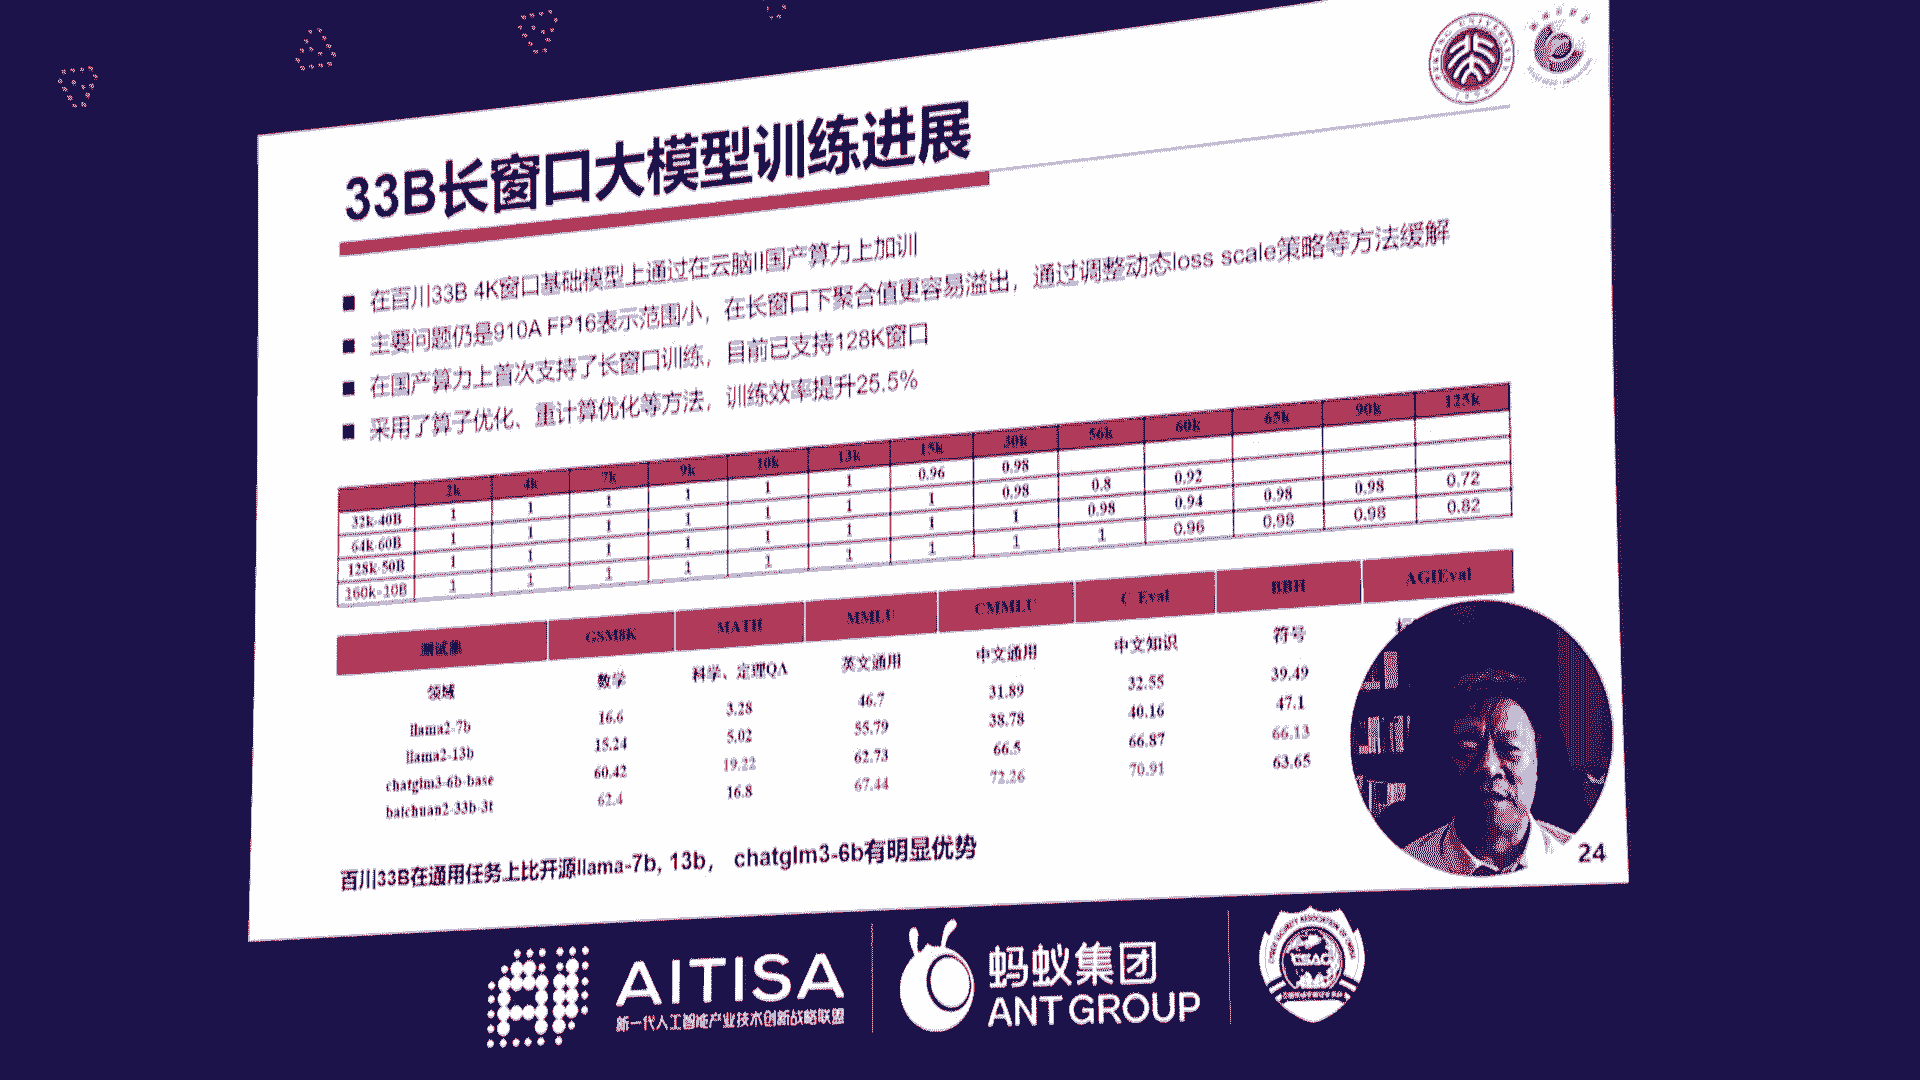 33B长窗口大模型训练进展
在百川33B 4K窗口基础模型上通过在云脑II国产算力上加训
主要问题仍是910A FP16表示范围小，在长窗口下聚合值更容易溢出，通过调整动态loss scale策略等方法缓解
在国产算力上首次支持了长窗口训练，目前已支持128K窗口
采用了算子优化、重计算优化等方法，训练效率提升25.5%
2k 4k 7k 9k 10k 13k 15k 30k 56k 60k 65k 90k 125k
32k-40B 1 1 1 1 1 1 0.96 0.98
64k-60B 1 1 1 1 1 1 1 0.98 0.8 0.92
128k-50B 1 1 1 1 1 1 1 1 0.98 0.94 0.98 0.98 0.72
160k-10B 1 1 1 1 1 1 1 1 1 0.96 0.98 0.98 0.82
测试集 GSM8K MATH MMLU CMMLU C-Eval BBH AGIEval
领域 数学 科学、定理QA 英文通用 中文通用 中文知识 符号
llama2-7b 16.6 3.28 46.7 31.89 32.55 39.49
llama2-13b 15.24 5.02 55.79 38.78 40.16 47.1
chatglm3-6b-base 60.42 19.22 62.73 66.5 66.87 66.13
baichuan2-33b-3t 62.4 16.8 67.44 72.26 70.91 63.65
百川33B在通用任务上比开源llama-7b, 13b， chatglm3-6b有明显优势
24
AITISA
新一代人工智能产业技术创新战略联盟
蚂蚁集团
ANT GROUP
CSAC